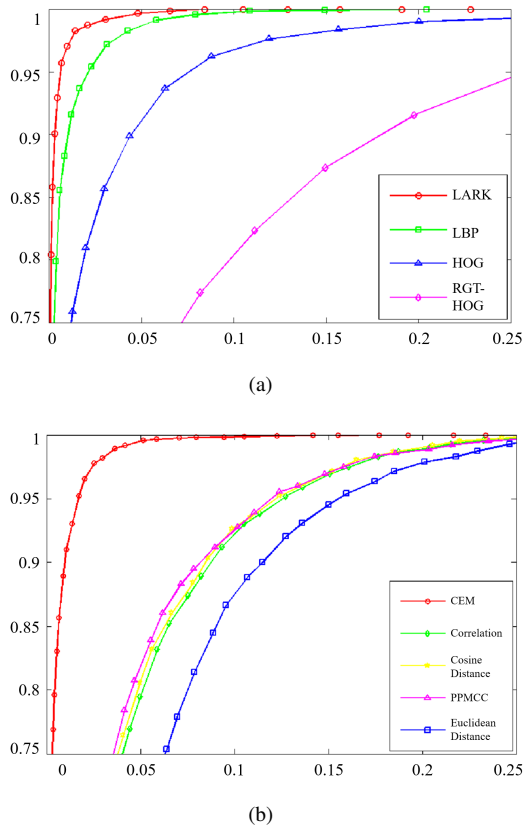 1
0.95
0.9
0.85
0.8
0.75
0
0.05
0.1
0.15
0.2
0.25
LARK
LBP
HOG
RGT-
HOG
(a)
1
0.95
0.9
0.85
0.8
0.75
0
0.05
0.1
0.15
0.2
0.25
CEM
Correlation
Cosine
Distance
PPMCC
Euclidean
Distance
(b)